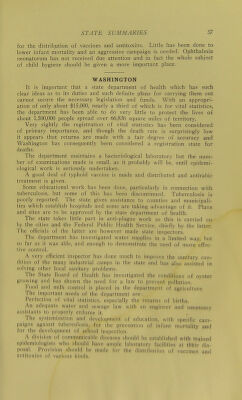 STATE SUMMARIES 57
for the distribution of vaccines and antitoxins. Little has been done to
lower infant mortality and an aggressive campaign is needed. Ophthalmia
neonatorum has not received due attention and in fact the whole subject
of child hygiene should be given a more important place.
WASHINGTON
It is important that a state department of health which has such
clear ideas as to its duties and such definite plans for carrying them out
cannot secure the necessary legislation and funds. With an appropri-
ation of only about $10,000, nearly a third of which is for vital statistics,
the department has been able to do very little to protect the lives of
about 1,500,000 people spread over 66,836 square miles of territory.
Very rightly the registration of vital statistics has been considered
of primary importance, and though the death rate is surprisingly low
it appears that returns are made with a fair degree of accuracy and
Washington has consequently been considered a registration state for
deaths.
The department maintains a bacteriological laboratory but the num-
ber of examinations made is small, as it probably will be, until epidemi-
ological work is seriously undertaken.
A good deal of typhoid vaccine is made and distributed and antirabic
treatment is given.
Some educational work has been done, particularly in connection with
tuberculosis, but some of this has been discontinued. Tuberculosis is
poorly reported. The state gives assistance to counties and municipali-
ties which establish hospitals and some are taking advantage of it. Plans
and sites are to be approved by the state department of health.
The state takes little part in anti-plague work as this is carried on
by the cities and the Federal Public Health Service, chiefly by the latter.
The officials of the latter are however made state inspectors.
The department has investigated the water supplies in a limited way, but
so far as it was able, and enough to demonstrate the need of more effec-
tive control.
A very efficient inspector has done much to improve the sanitary con-
dition of the many industrial camps in the state and has also assisted in
solving other local sanitary problems.
The State Board of Health has investigated the conditions of oyster
growing and has shown the need for a law to prevent pollution.
Food and milk control is placed in the department of agriculture.
The important needs of the department are:
Perfection of vital statistics, especially the returns of births.
An adequate water and sewage law with an engineer and necessary
assistants to properly enforce it.
The systematization and development of education, with specific cam-
paigns against tuberculosis, for the prevention of infant mortality and
for the development of school inspection.
A division of communicable diseases should be established with trained
epidemiologists who should have ample laboratory facilities at their dis-
posal. Provision should be made for the distribution of vaccines and
antitoxins of various kinds.